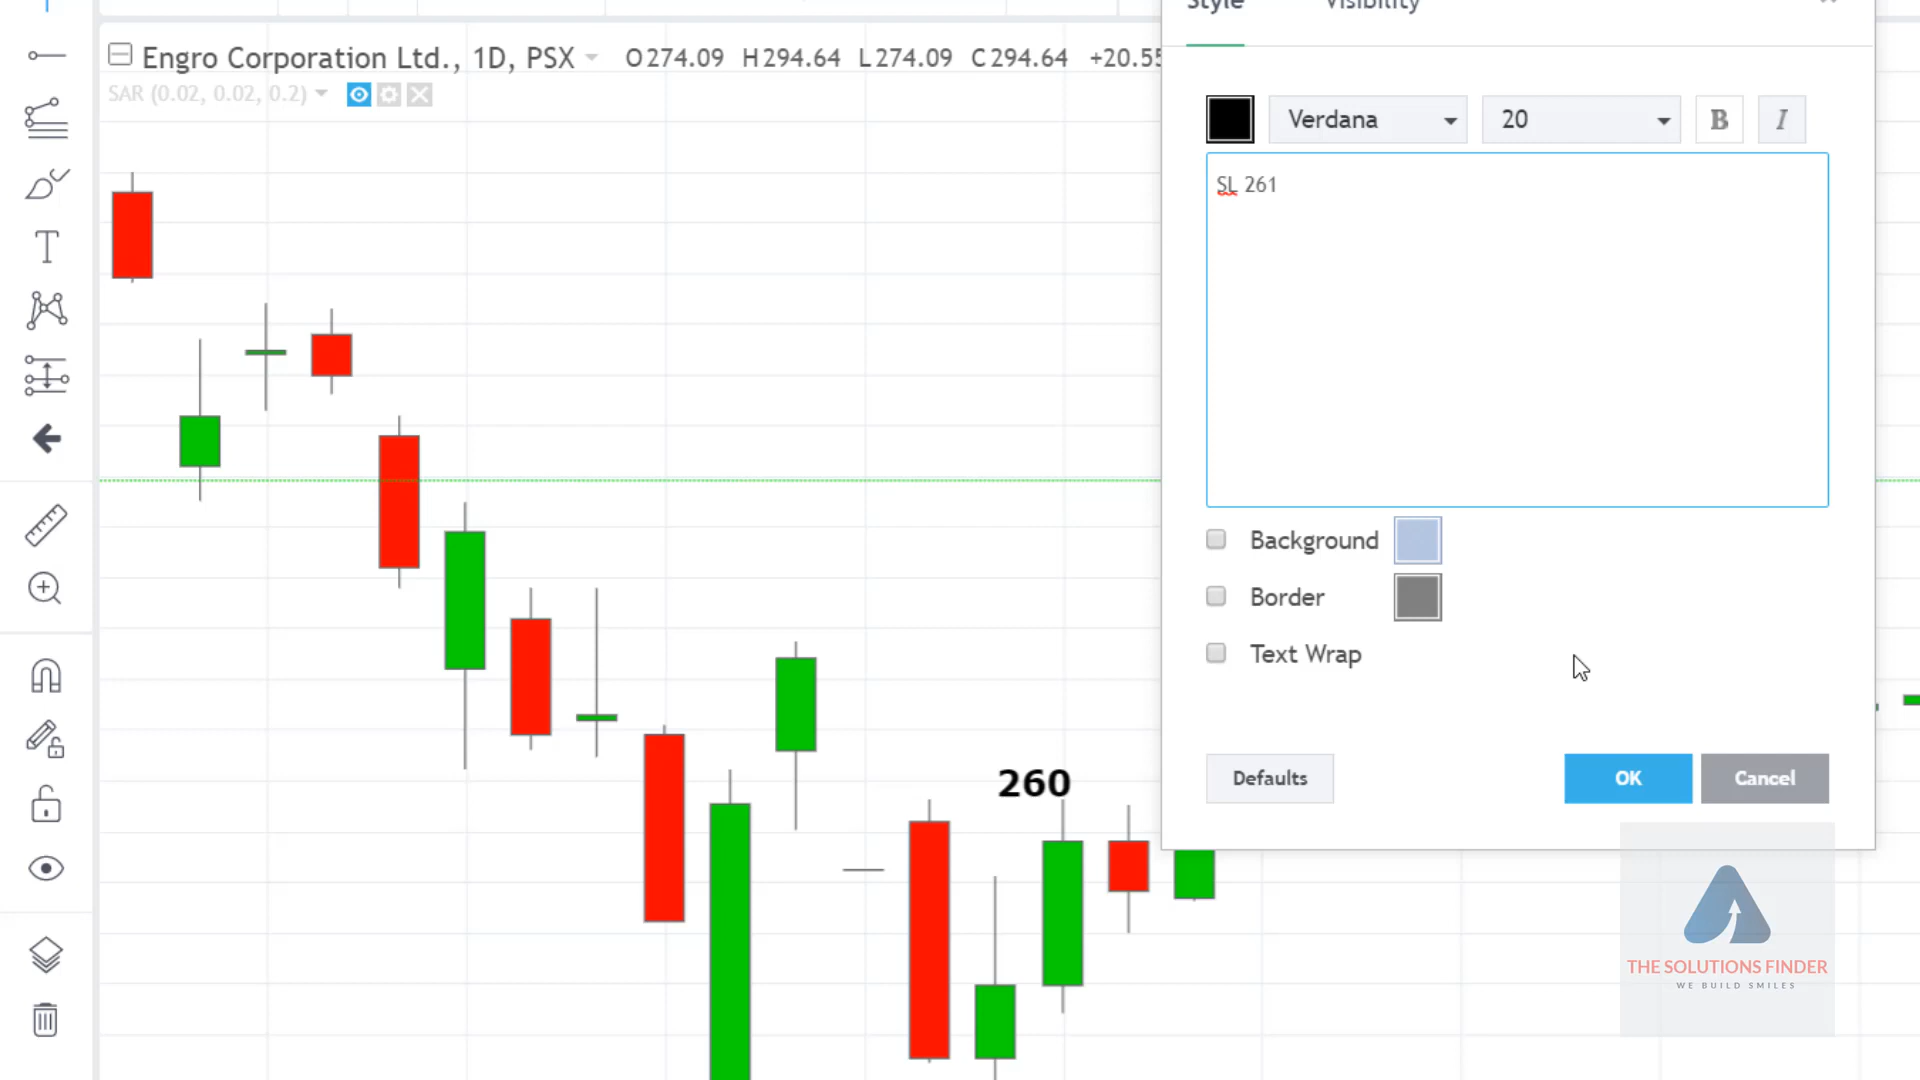 Style Visibility
Engro Corporation Ltd., 1D, PSX O274.09 H294.64 L274.09 C294.64 +20.55
SAR (0.02, 0.02, 0.2)
Verdana 20 B I
SL 261
Background
Border
Text Wrap
Defaults OK Cancel
260
THE SOLUTIONS FINDER
WE BUILD SMILES